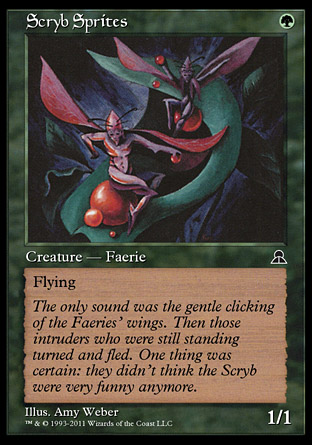 Scryb Sprites
Creature — Faerie
Flying
The only sound was the gentle clicking
of the Faeries' wings. Then those
intruders who were still standing
turned and fled. One thing was
certain: they didn't think the Scryb
were very funny anymore.
Illus. Amy Weber
™ & © 1993-2011 Wizards of the Coast LLC
1/1